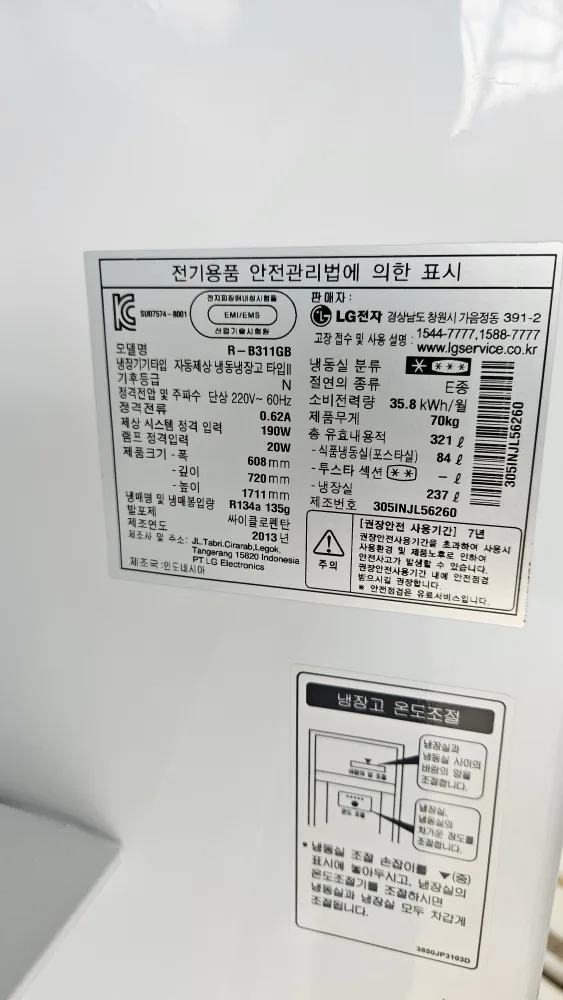 전기용품 안전관리법에 의한 표시
SU07574-8001
전자파장해내성시험필
EMI/EMS
산업기술시험원
모델명 R-B311GB
냉장기기타입 자동제상 냉동냉장고 타입II
기후등급 N
정격전압 및 주파수 단상 220V~ 60Hz
정격전류 0.62A
제상 시스템 정격 입력 190W
램프 정격입력 20W
제품크기 -폭 608mm
-깊이 720mm
-높이 1711mm
냉매명 및 냉매봉입량 R134a 135g
발포제 싸이클로펜탄
제조연도 2013년
제조사 및 주소: JL.Tabri.Cirarab,Legok,
Tangerang 15820 Indonesia
PT LG Electronics
제조국:인도네시아
판매자:
LG전자 경상남도 창원시 가음정동 391-2
고장 접수 및 사용 설명 : 1544-7777,1588-7777
www.lgservice.co.kr
냉동실 분류
절연의 종류 E종
소비전력량 35.8 kWh/월
제품무게 70kg
총 유효내용적 321 ℓ
-식품냉동실(포스타실) 84 ℓ
-투스타 섹션 - ℓ
-냉장실 237 ℓ
제조번호 305INJL56260
305INJL56260
주의
[권장안전 사용기간] 7년
권장안전사용기간을 초과하여 사용시
사용환경 및 제품노후로 인하여
안전사고가 발생할 수 있습니다.
권장안전사용기간 내에 안전점검
받으시길 권장합니다.
※ 안전점검은 유료서비스입니다.
냉장고 온도조절
냉장실과
냉동실 사이의
바람의 양을
조절합니다.
바람의 양 조절
냉장실,
냉동실의
차가운 정도를
조절합니다.
온도 조절
• 냉동실 조절 손잡이를 ▼(중)
표시에 놓아두시고, 냉장실의
온도조절기를 조절하시면
냉동실과 냉장실 모두 차갑게
조절됩니다.
3850JP3103D